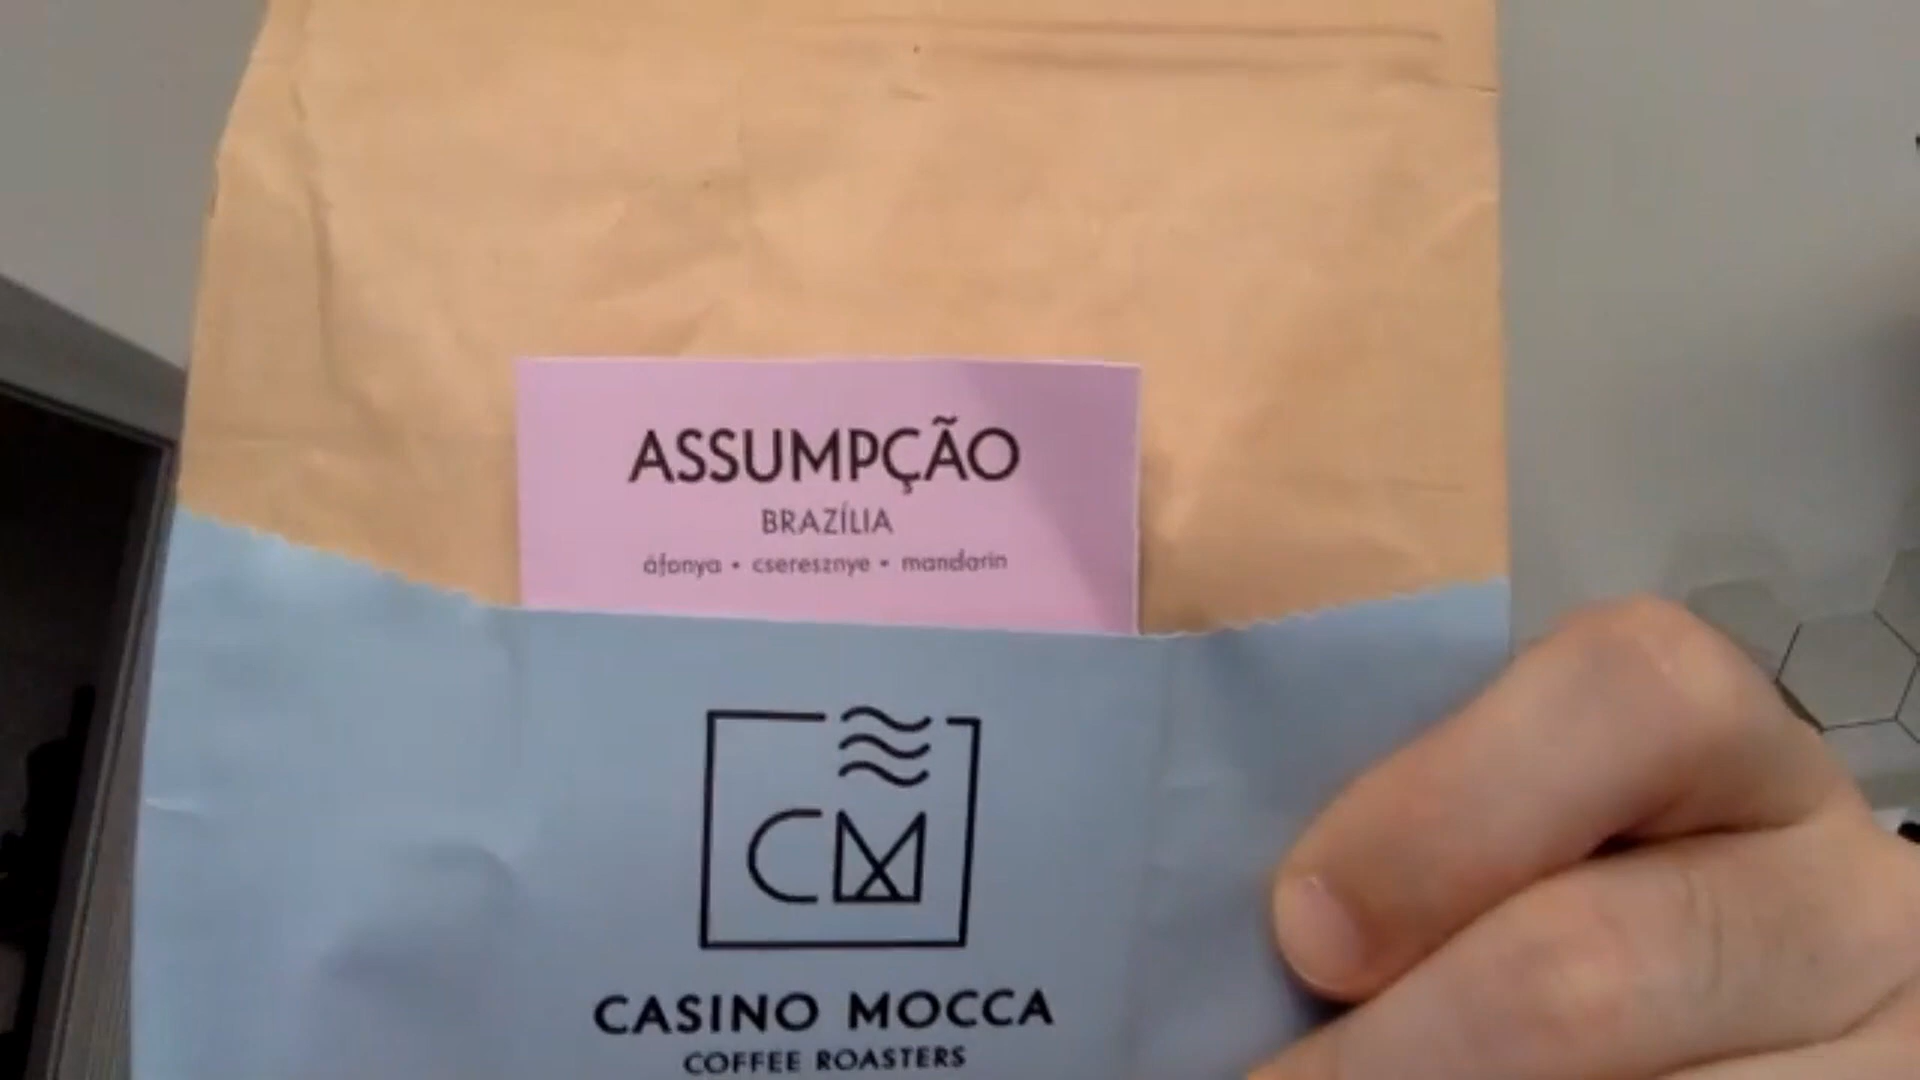 ASSUMPÇÃO
BRAZÍLIA
áfonya • cseresznye • mandarin
CM
CASINO MOCCA
COFFEE ROASTERS